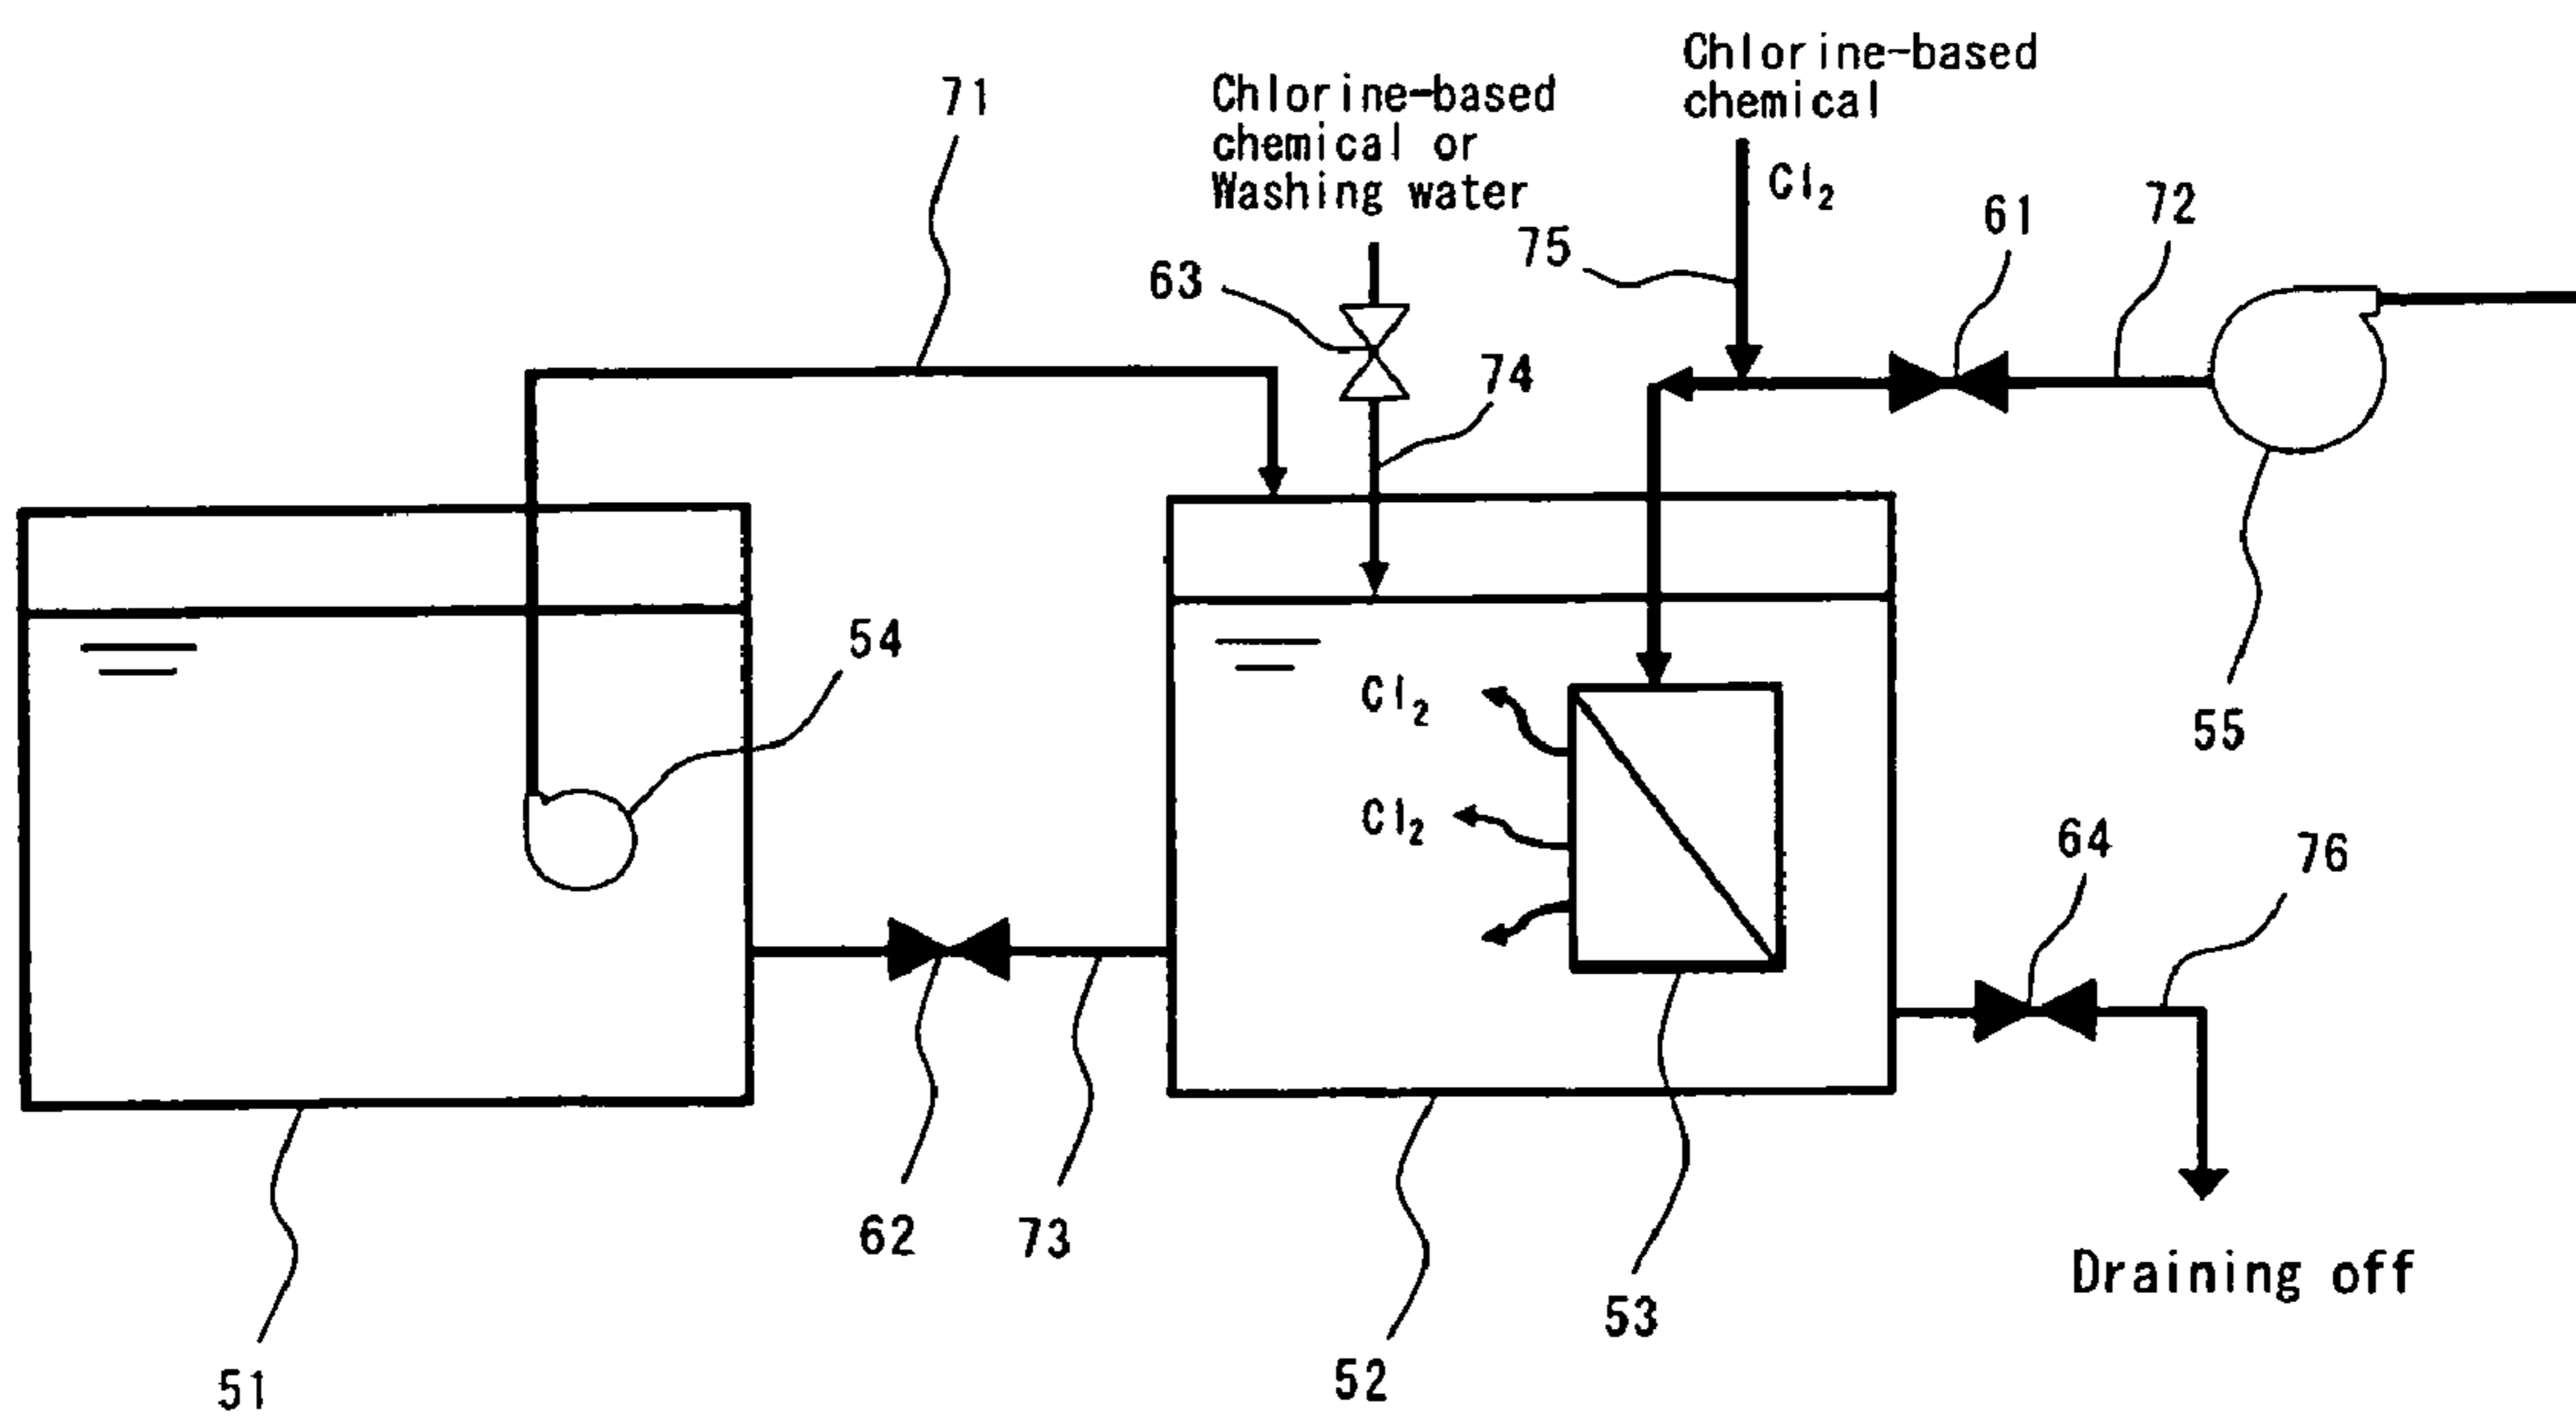 Chlorine-based
chemical
Chlorine-based
chemical or
Washing water
71
Cl2
75
61
72
63
74
54
Cl2
55
Cl2
64
76
62
73
Draining off
53
52
51